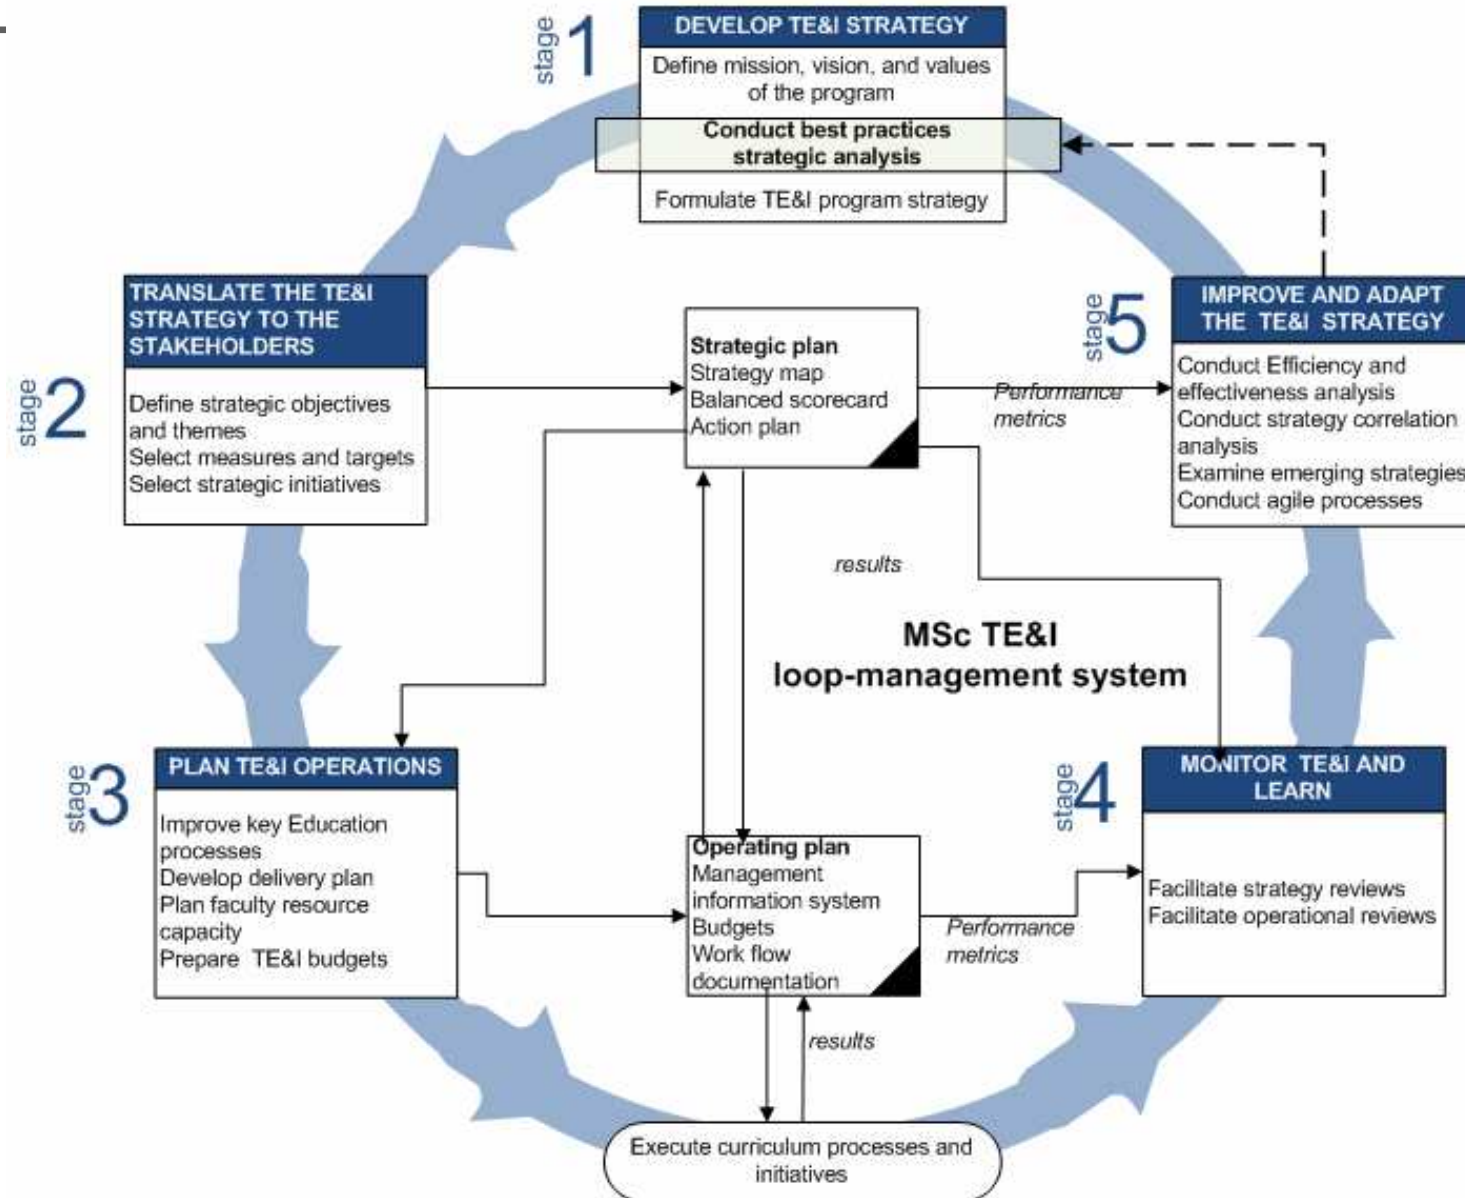 stage 1
DEVELOP TE&I STRATEGY
Define mission, vision, and values
of the program
Conduct best practices
strategic analysis
Formulate TE&I program strategy
stage 2
TRANSLATE THE TE&I
STRATEGY TO THE
STAKEHOLDERS
Define strategic objectives
and themes
Select measures and targets
Select strategic initiatives
Strategic plan
Strategy map
Balanced scorecard
Action plan
Performance
metrics
stage 5
IMPROVE AND ADAPT
THE TE&I STRATEGY
Conduct Efficiency and
effectiveness analysis
Conduct strategy correlation
analysis
Examine emerging strategies
Conduct agile processes
results
MSc TE&I
loop-management system
stage 3
PLAN TE&I OPERATIONS
Improve key Education
processes
Develop delivery plan
Plan faculty resource
capacity
Prepare TE&I budgets
Operating plan
Management
information system
Budgets
Work flow
documentation
Performance
metrics
stage 4
MONITOR TE&I AND
LEARN
Facilitate strategy reviews
Facilitate operational reviews
results
Execute curriculum processes and
initiatives